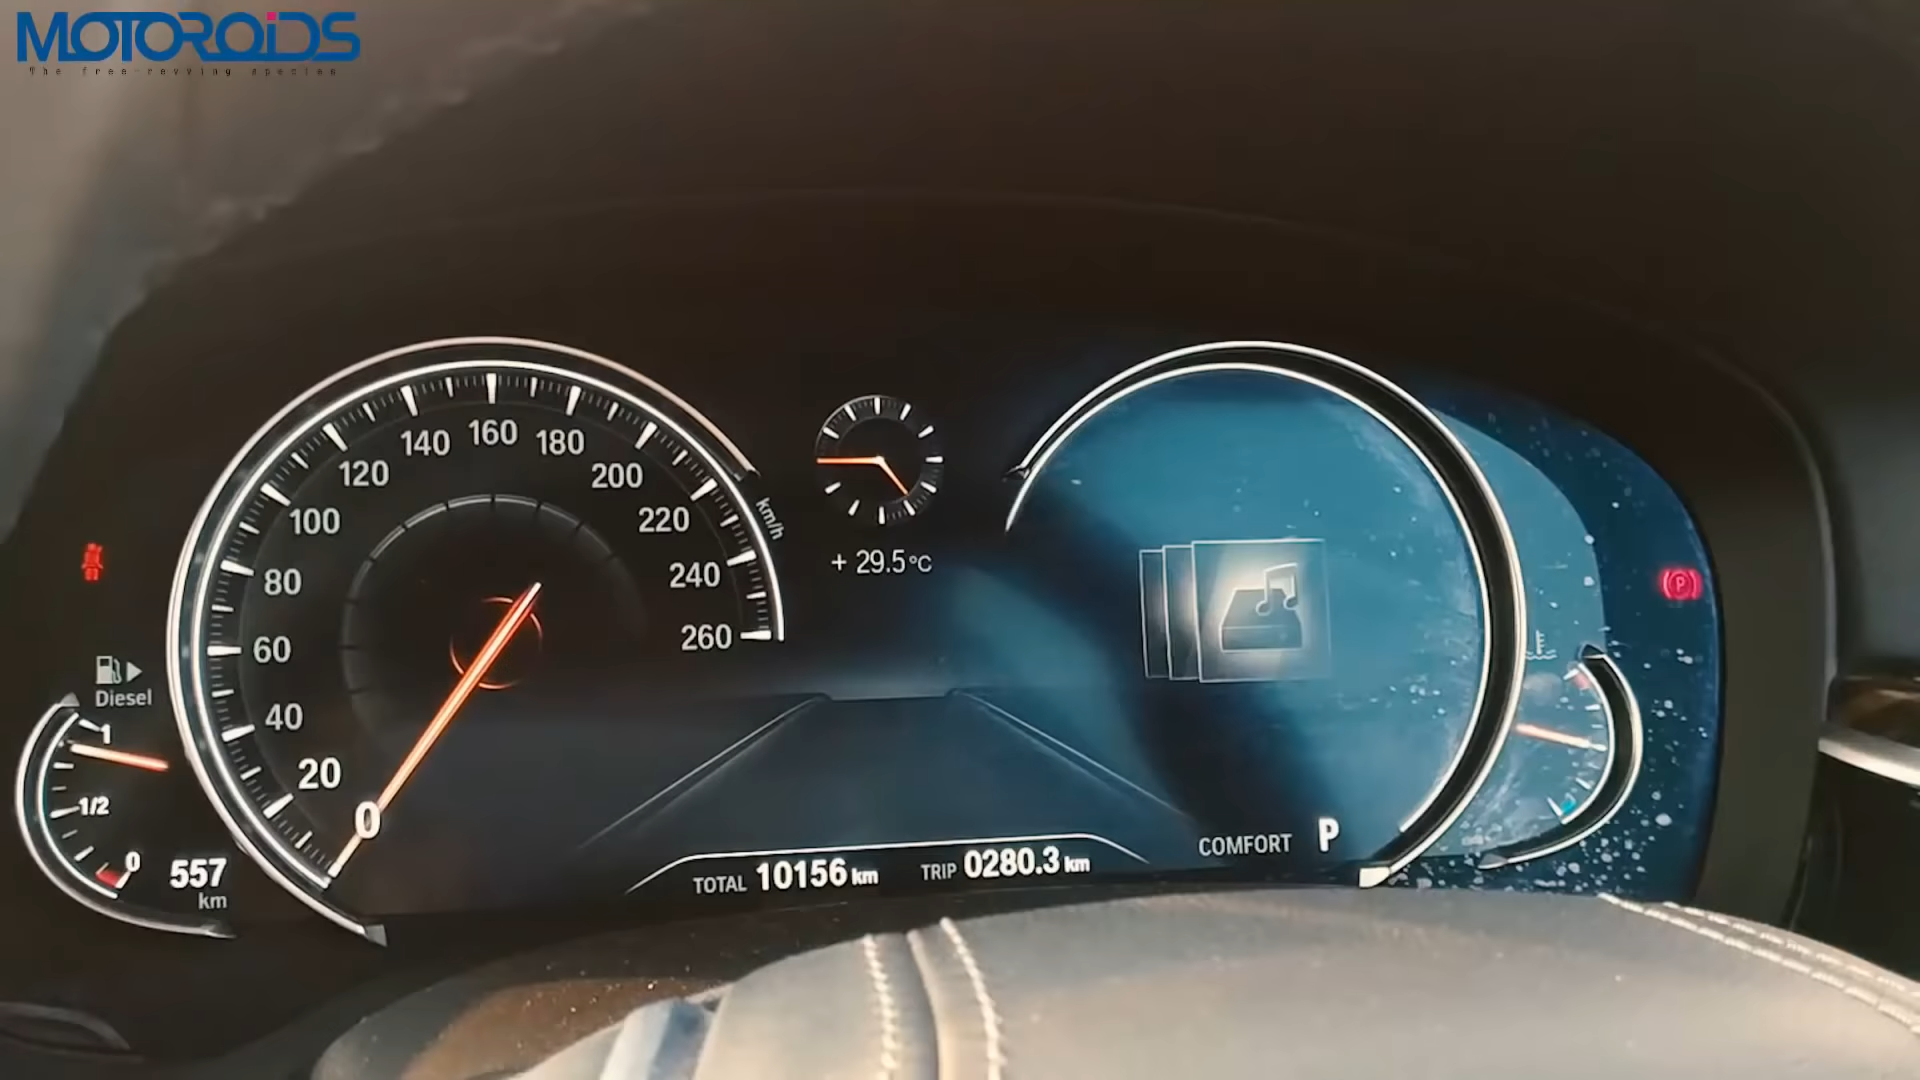 MOTOROiDS
The free-revving species
160
140
180
120
200
100
220
km/h
80
240
+ 29.5°C
260
60
Diesel
40
1
20
1/2
0
0
557
km
TOTAL 10156 km
TRIP 0280.3 km
COMFORT P
P